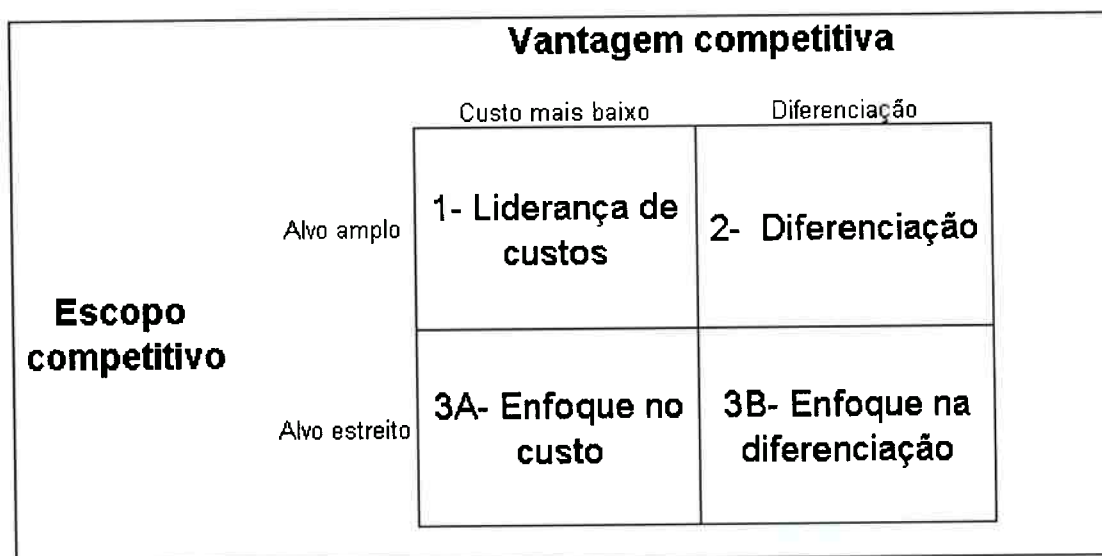 Vantagem competitiva
Custo mais baixo Diferenciação
Alvo amplo
1- Liderança de
custos
2- Diferenciação
Escopo
competitivo
Alvo estreito
3A- Enfoque no
custo
3B- Enfoque na
diferenciação